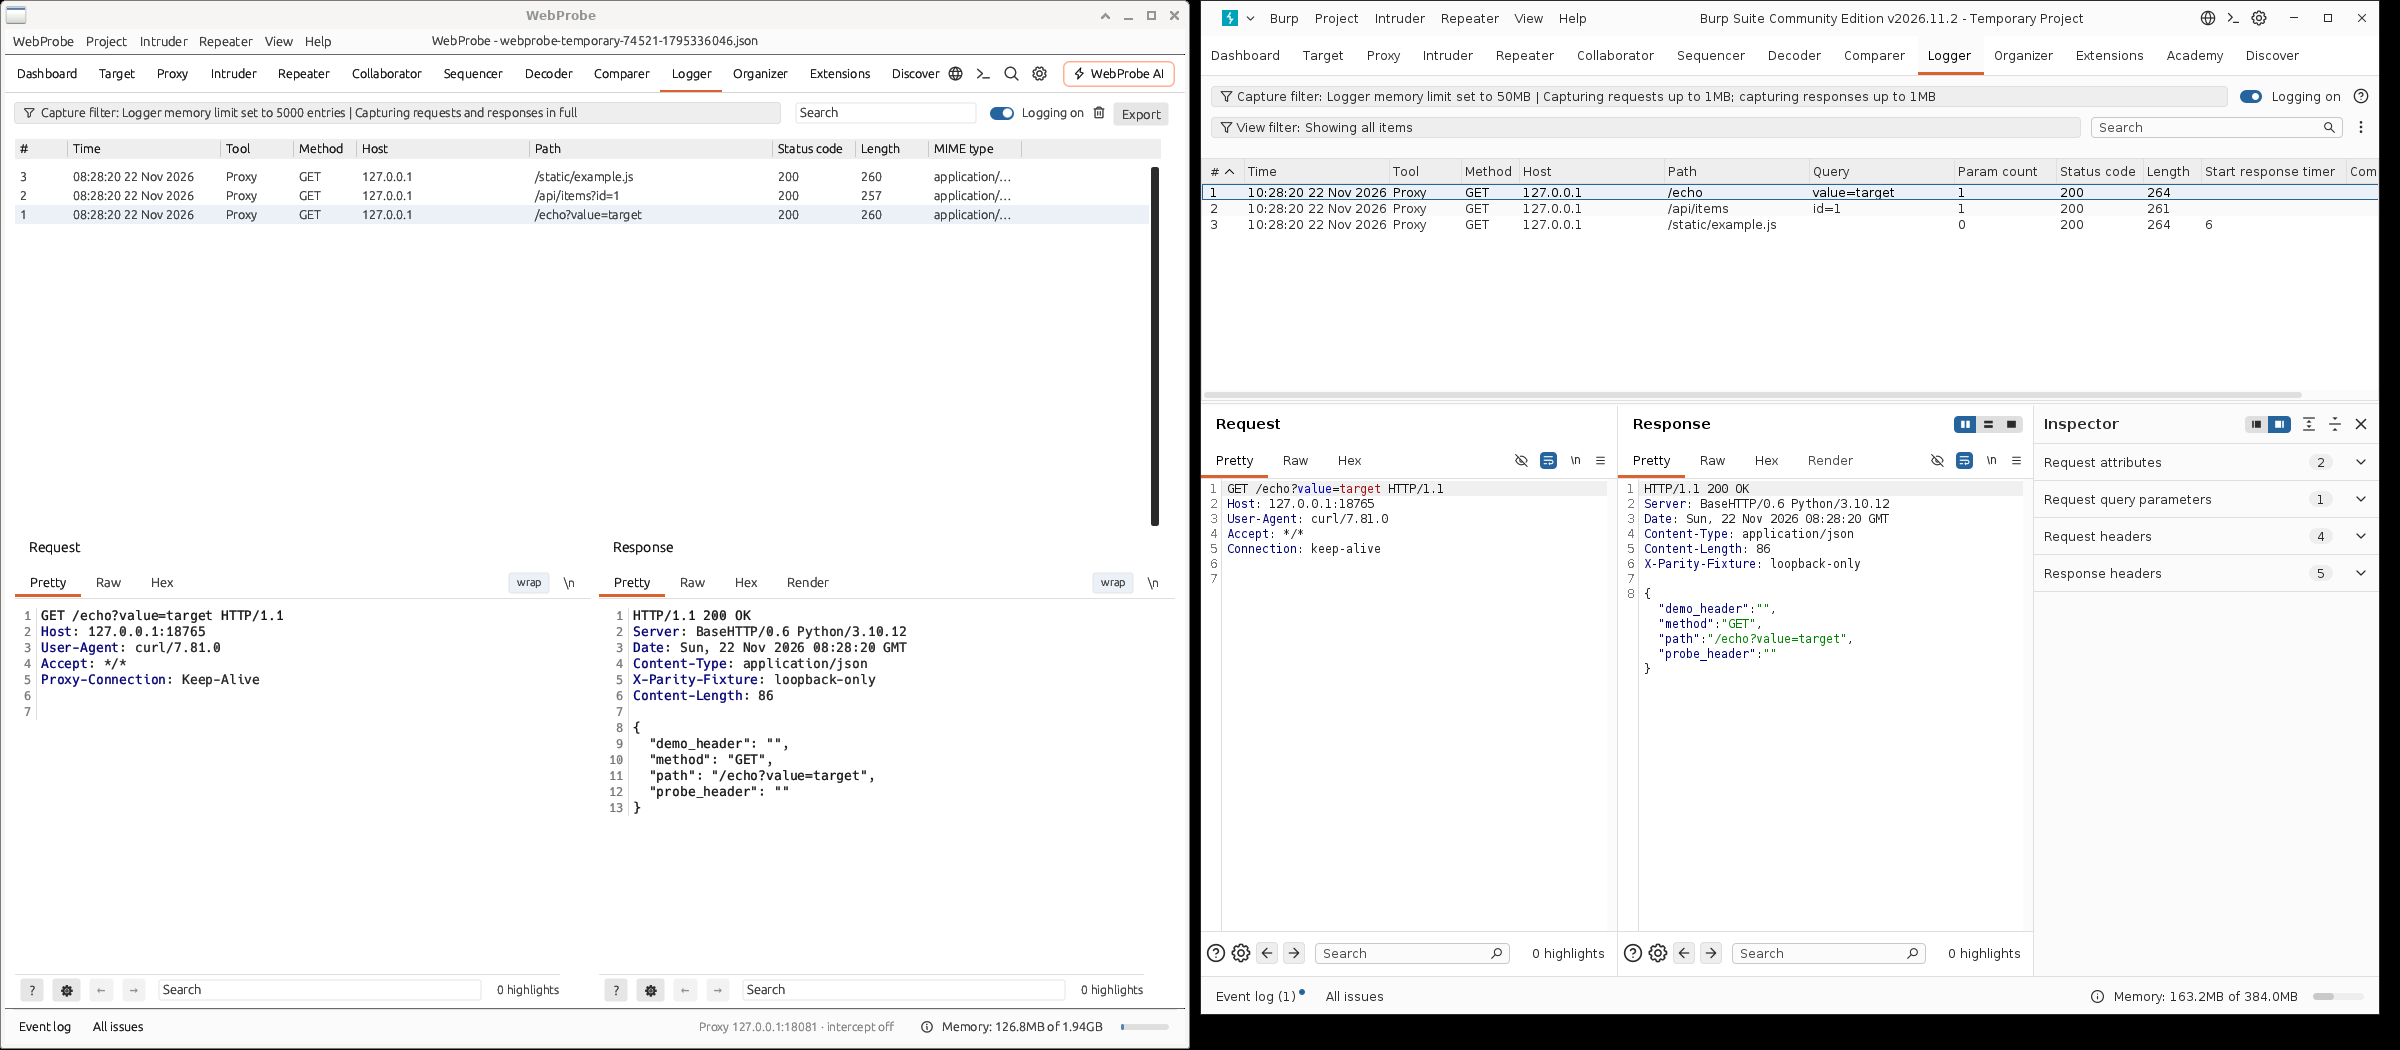 WebProbe
WebProbe Project Intruder Repeater View Help WebProbe - webprobe-temporary-74521-1795336046.json
Dashboard Target Proxy Intruder Repeater Collaborator Sequencer Decoder Comparer Logger Organizer Extensions Discover WebProbe AI
Capture filter: Logger memory limit set to 5000 entries | Capturing requests and responses in full Search Logging on Export
# Time Tool Method Host Path Status code Length MIME type
3 08:28:20 22 Nov 2026 Proxy GET 127.0.0.1 /static/example.js 200 260 application/...
2 08:28:20 22 Nov 2026 Proxy GET 127.0.0.1 /api/items?id=1 200 257 application/...
1 08:28:20 22 Nov 2026 Proxy GET 127.0.0.1 /echo?value=target 200 260 application/...
Request
Pretty Raw Hex wrap \n
1 GET /echo?value=target HTTP/1.1
2 Host: 127.0.0.1:18765
3 User-Agent: curl/7.81.0
4 Accept: */*
5 Proxy-Connection: Keep-Alive
6
7
? Search 0 highlights
Response
Pretty Raw Hex Render wrap \n
1 HTTP/1.1 200 OK
2 Server: BaseHTTP/0.6 Python/3.10.12
3 Date: Sun, 22 Nov 2026 08:28:20 GMT
4 Content-Type: application/json
5 X-Parity-Fixture: loopback-only
6 Content-Length: 86
7
8 {
9 "demo_header": "",
10 "method": "GET",
11 "path": "/echo?value=target",
12 "probe_header": ""
13 }
? Search 0 highlights
Event log All issues Proxy 127.0.0.1:18081 · intercept off Memory: 126.8MB of 1.94GB
Burp Project Intruder Repeater View Help Burp Suite Community Edition v2026.11.2 - Temporary Project
Dashboard Target Proxy Intruder Repeater Collaborator Sequencer Decoder Comparer Logger Organizer Extensions Academy Discover
Capture filter: Logger memory limit set to 50MB | Capturing requests up to 1MB; capturing responses up to 1MB Logging on ?
View filter: Showing all items Search
# Time Tool Method Host Path Query Param count Status code Length Start response timer Com
1 10:28:20 22 Nov 2026 Proxy GET 127.0.0.1 /echo value=target 1 200 264
2 10:28:20 22 Nov 2026 Proxy GET 127.0.0.1 /api/items id=1 1 200 261
3 10:28:20 22 Nov 2026 Proxy GET 127.0.0.1 /static/example.js 0 200 264 6
Request
Pretty Raw Hex \n
1 GET /echo?value=target HTTP/1.1
2 Host: 127.0.0.1:18765
3 User-Agent: curl/7.81.0
4 Accept: */*
5 Connection: keep-alive
6
7
? Search 0 highlights
Response
Pretty Raw Hex Render \n
1 HTTP/1.1 200 OK
2 Server: BaseHTTP/0.6 Python/3.10.12
3 Date: Sun, 22 Nov 2026 08:28:20 GMT
4 Content-Type: application/json
5 Content-Length: 86
6 X-Parity-Fixture: loopback-only
7
8 {
"demo_header":"",
"method":"GET",
"path":"/echo?value=target",
"probe_header":""
}
? Search 0 highlights
Inspector
Request attributes 2
Request query parameters 1
Request headers 4
Response headers 5
Event log (1) All issues Memory: 163.2MB of 384.0MB